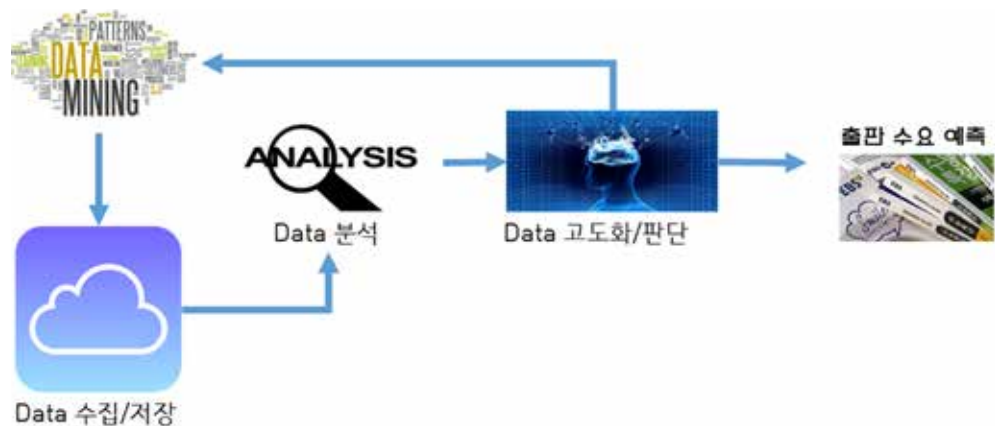 PATTERNS
DATA
MINING
ANALYSIS
Data 분석
Data 고도화/판단
출판 수요 예측
EBS
Data 수집/저장